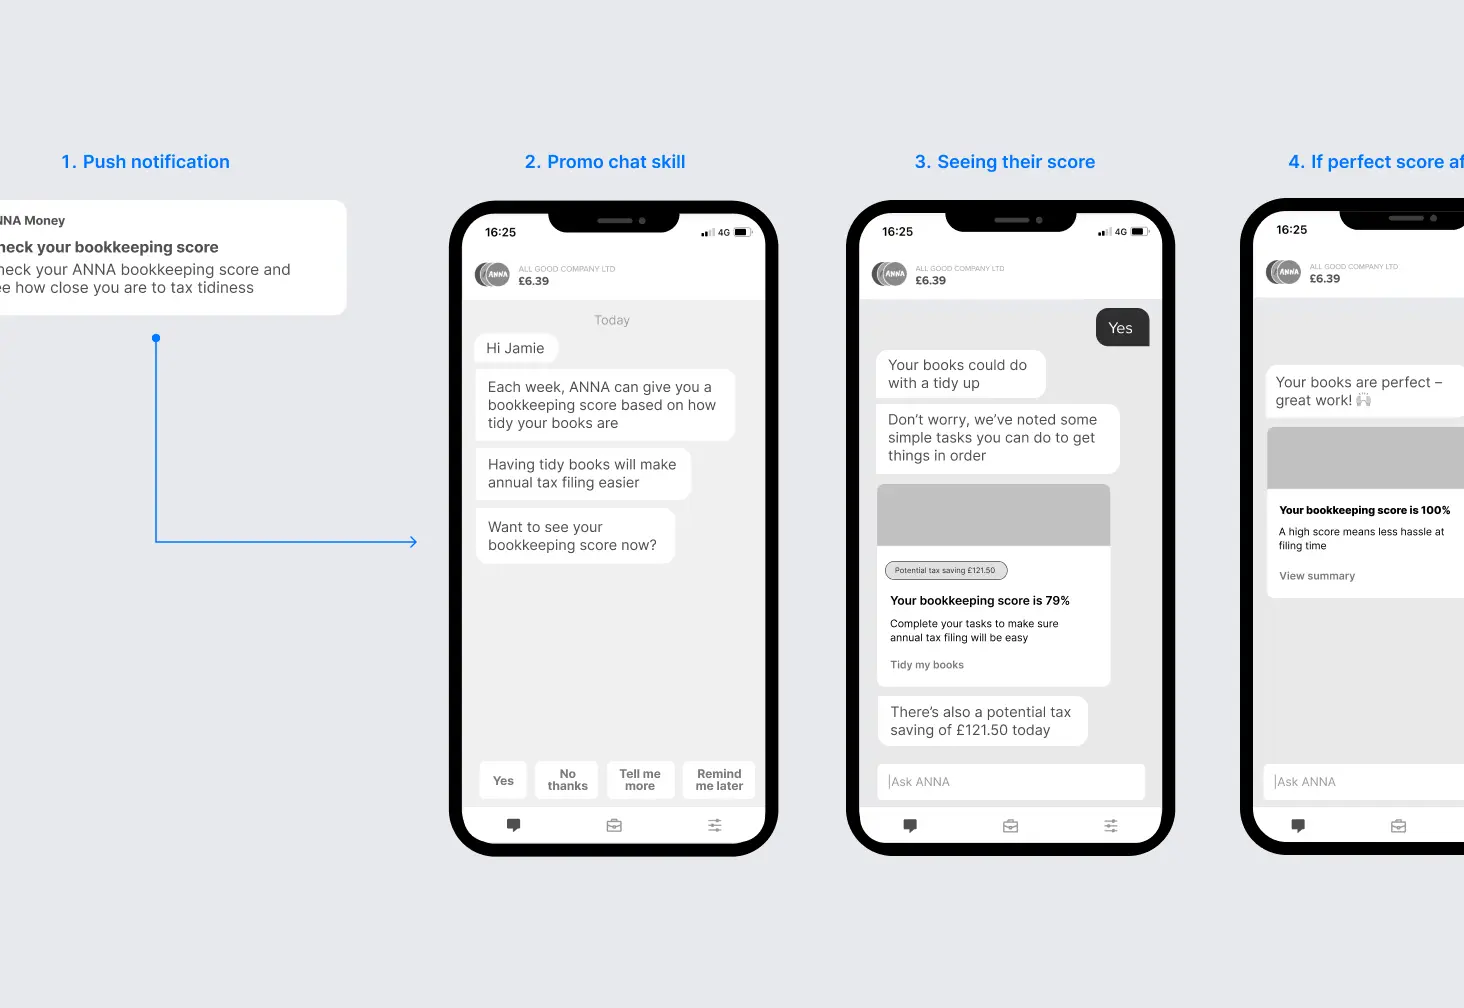 1. Push notification
NNA Money
heck your bookkeeping score
heck your ANNA bookkeeping score and
e how close you are to tax tidiness
2. Promo chat skill
16:25
4G
ANNA
ALL GOOD COMPANY LTD
£6.39
Today
Hi Jamie
Each week, ANNA can give you a
bookkeeping score based on how
tidy your books are
Having tidy books will make
annual tax filing easier
Want to see your
bookkeeping score now?
Yes
No
thanks
Tell me
more
Remind
me later
3. Seeing their score
16:25
4G
ANNA
ALL GOOD COMPANY LTD
£6.39
Yes
Your books could do
with a tidy up
Don’t worry, we’ve noted some
simple tasks you can do to get
things in order
Potential tax saving £121.50
Your bookkeeping score is 79%
Complete your tasks to make sure
annual tax filing will be easy
Tidy my books
There’s also a potential tax
saving of £121.50 today
Ask ANNA
4. If perfect score af
16:25
ANNA
ALL GOOD COMPANY LTD
£6.39
Your books are perfect –
great work! 🙌
Your bookkeeping score is 100%
A high score means less hassle at
filing time
View summary
Ask ANNA